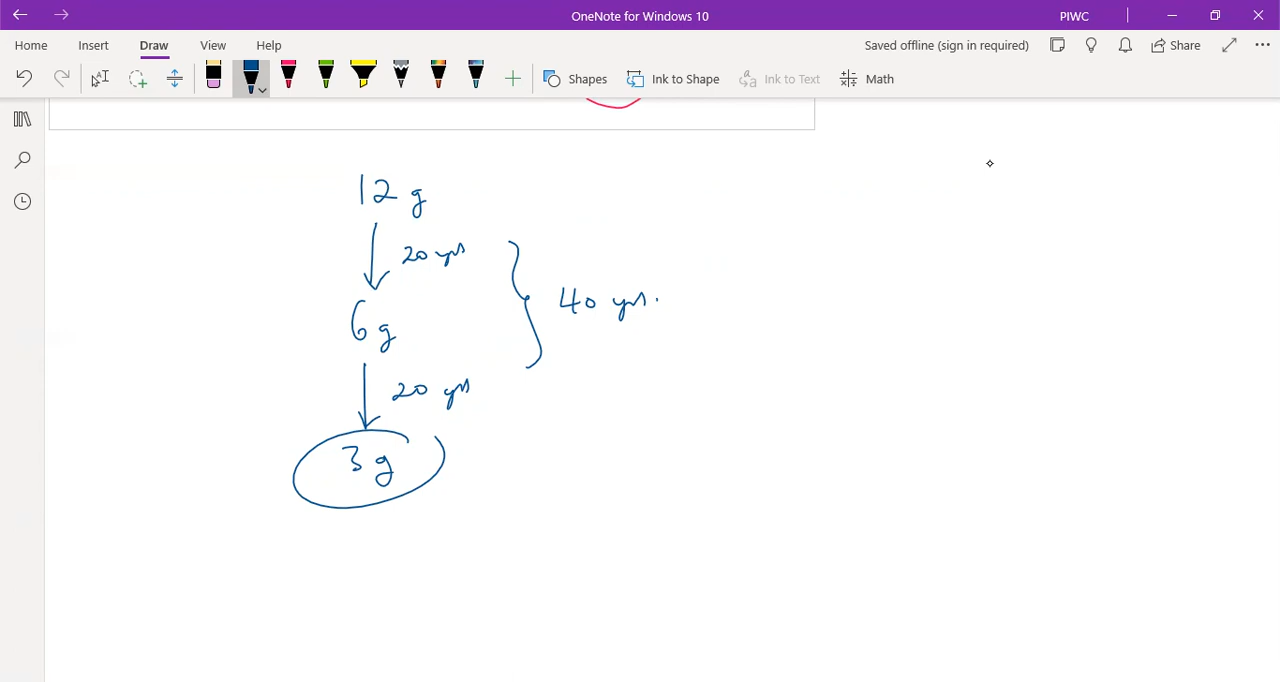 OneNote for Windows 10
PIWC
Home Insert Draw View Help
Saved offline (sign in required)
Share
Shapes
Ink to Shape
Ink to Text
Math
12 g
20 yrs
6 g
40 yrs.
20 yrs
3 g